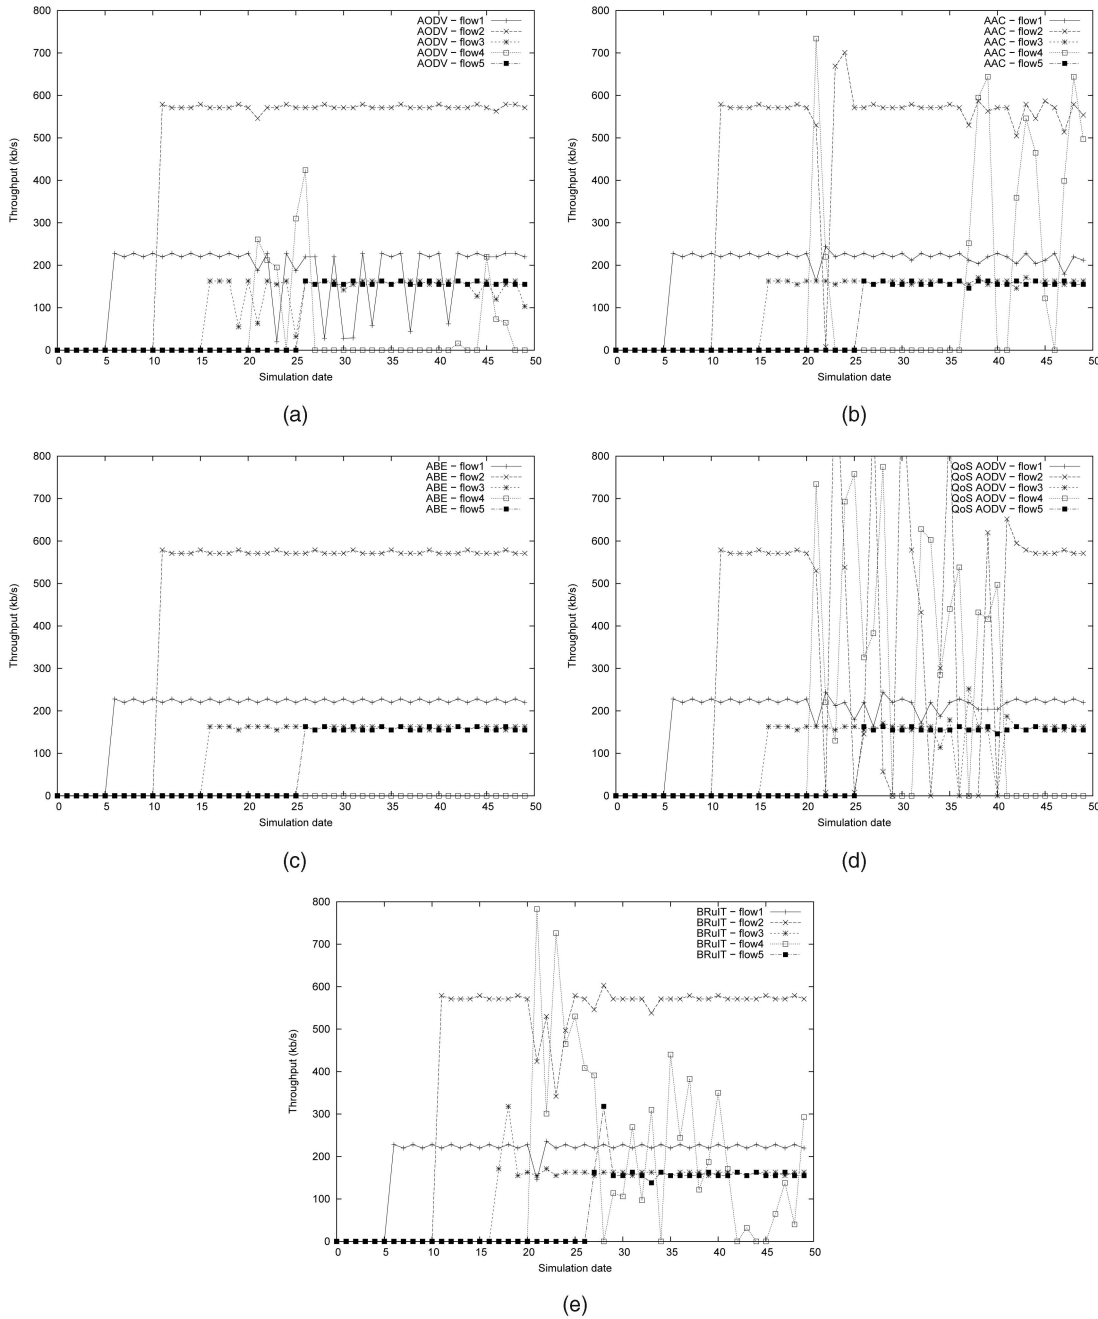 800
700
600
500
400
300
200
100
0
Throughput (kb/s)
AODV − flow1
AODV − flow2
AODV − flow3
AODV − flow4
AODV − flow5
0 5 10 15 20 25 30 35 40 45 50
Simulation date
(a)
800
700
600
500
400
300
200
100
0
Throughput (kb/s)
AAC − flow1
AAC − flow2
AAC − flow3
AAC − flow4
AAC − flow5
0 5 10 15 20 25 30 35 40 45 50
Simulation date
(b)
800
700
600
500
400
300
200
100
0
Throughput (kb/s)
ABE − flow1
ABE − flow2
ABE − flow3
ABE − flow4
ABE − flow5
0 5 10 15 20 25 30 35 40 45 50
Simulation date
(c)
800
700
600
500
400
300
200
100
0
Throughput (kb/s)
QoS AODV − flow1
QoS AODV − flow2
QoS AODV − flow3
QoS AODV − flow4
QoS AODV − flow5
0 5 10 15 20 25 30 35 40 45 50
Simulation date
(d)
800
700
600
500
400
300
200
100
0
Throughput (kb/s)
BRuIT − flow1
BRuIT − flow2
BRuIT − flow3
BRuIT − flow4
BRuIT − flow5
0 5 10 15 20 25 30 35 40 45 50
Simulation date
(e)